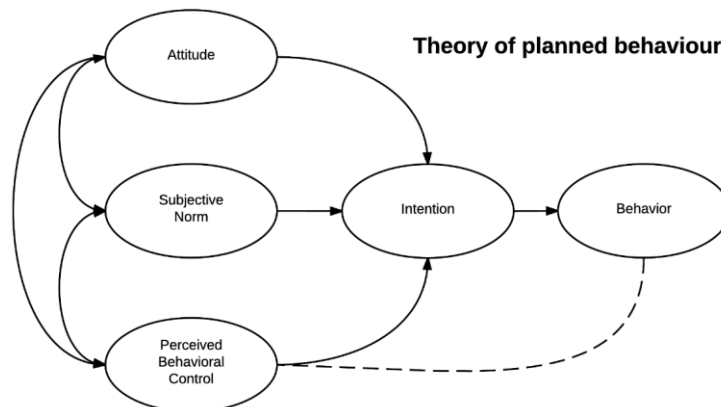 Theory of planned behaviour
Attitude
Subjective
Norm
Intention
Behavior
Perceived
Behavioral
Control